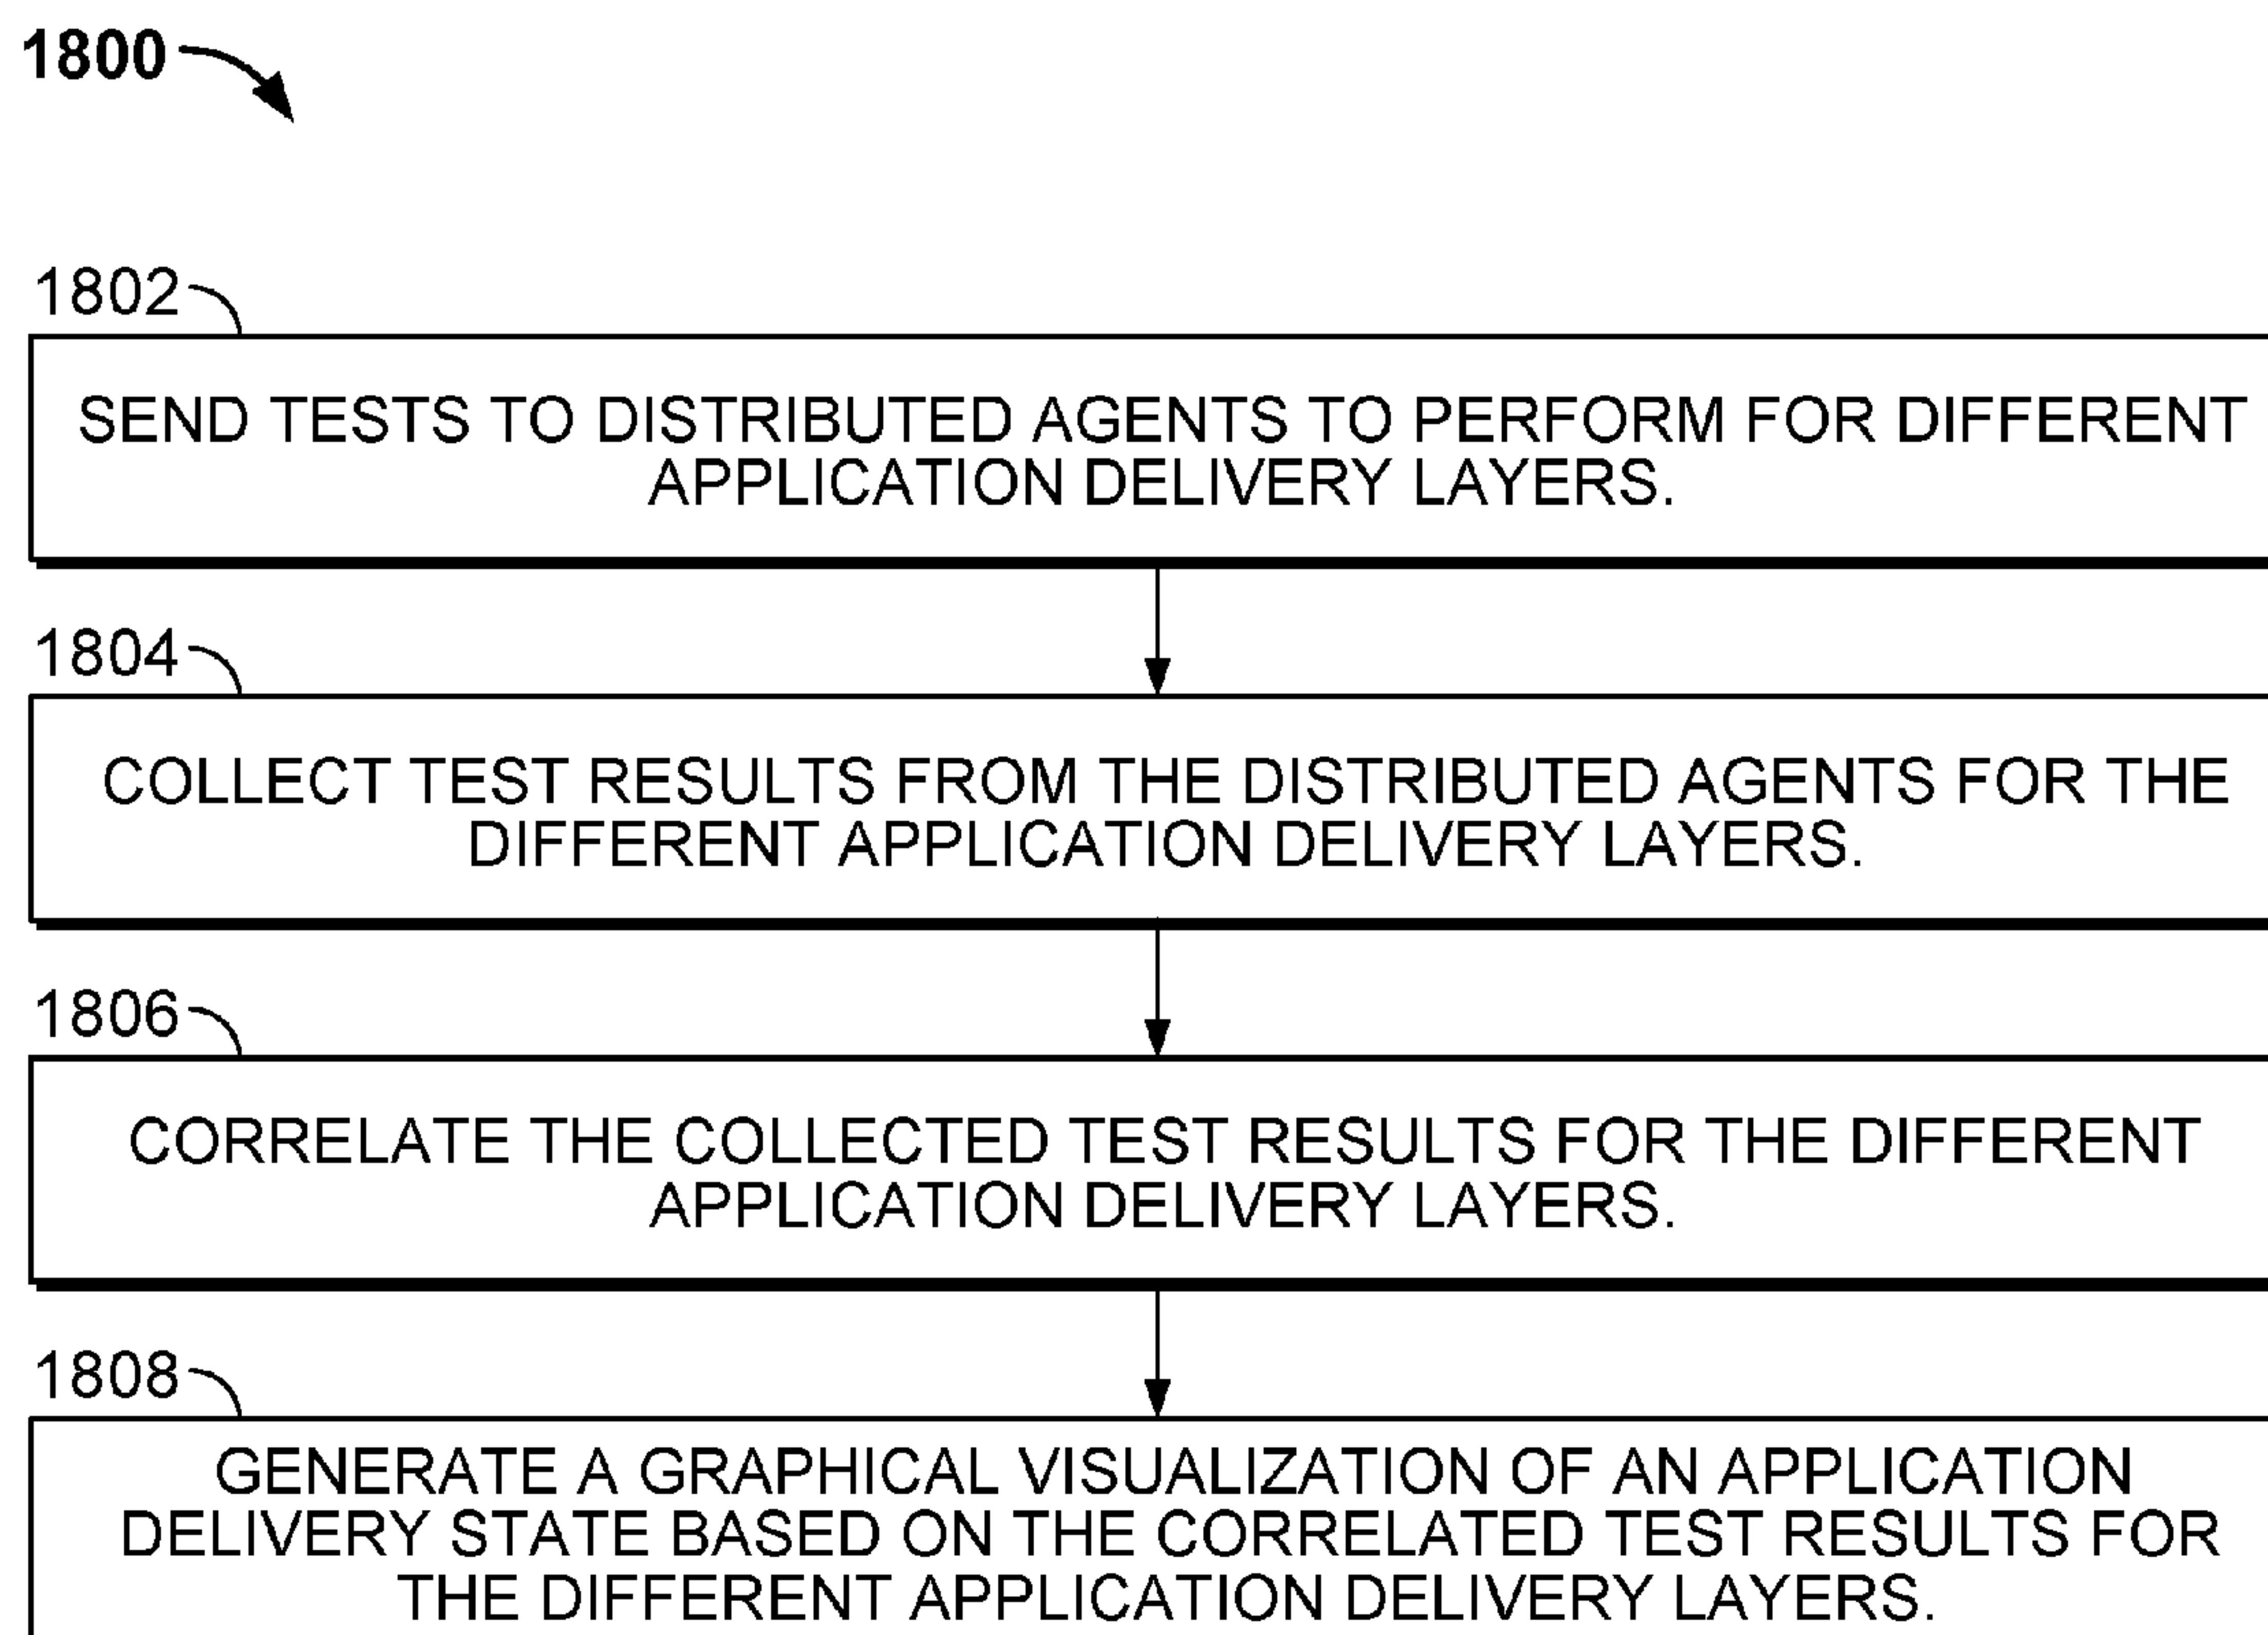 1800
1802
SEND TESTS TO DISTRIBUTED AGENTS TO PERFORM FOR DIFFERENT
APPLICATION DELIVERY LAYERS.
1804
COLLECT TEST RESULTS FROM THE DISTRIBUTED AGENTS FOR THE
DIFFERENT APPLICATION DELIVERY LAYERS.
1806
CORRELATE THE COLLECTED TEST RESULTS FOR THE DIFFERENT
APPLICATION DELIVERY LAYERS.
1808
GENERATE A GRAPHICAL VISUALIZATION OF AN APPLICATION
DELIVERY STATE BASED ON THE CORRELATED TEST RESULTS FOR
THE DIFFERENT APPLICATION DELIVERY LAYERS.